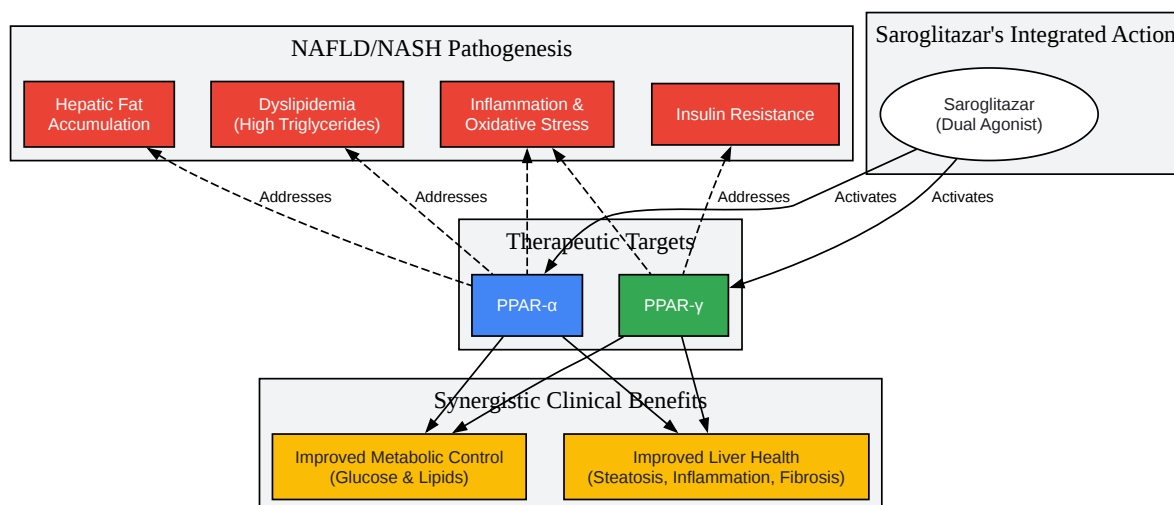 NAFLD/NASH Pathogenesis
Saroglitazar's Integrated Action
Hepatic Fat
Accumulation
Dyslipidemia
(High Triglycerides)
Inflammation &
Oxidative Stress
Insulin Resistance
Saroglitazar
(Dual Agonist)
Addresses
Addresses
Addresses
Activates
Activates
Therapeutic Targets
PPAR-α
PPAR-γ
Synergistic Clinical Benefits
Improved Metabolic Control
(Glucose & Lipids)
Improved Liver Health
(Steatosis, Inflammation, Fibrosis)